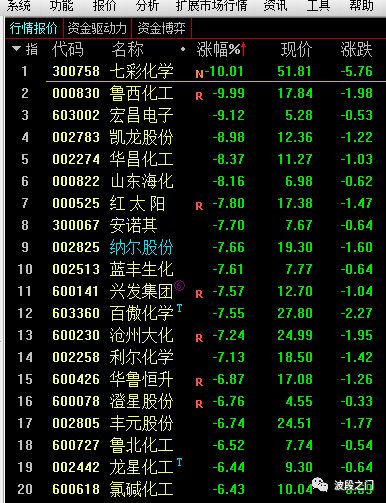 系统 功能 报价 分析 扩展市场行情 资讯 工具 帮助
行情报价 资金驱动力 资金博弈
指 代码 名称 涨幅% 现价 涨跌
1 300758 七彩化学 N -10.01 51.81 -5.76
2 000830 鲁西化工 R -9.99 17.84 -1.98
3 603002 宏昌电子 -9.12 5.28 -0.53
4 002783 凯龙股份 -8.98 12.36 -1.22
5 002274 华昌化工 -8.37 11.27 -1.03
6 000822 山东海化 -8.16 6.98 -0.62
7 000525 红太阳 R -7.80 17.38 -1.47
8 300067 安诺其 -7.70 7.67 -0.64
9 002825 纳尔股份 -7.66 19.30 -1.60
10 002513 蓝丰生化 -7.61 7.77 -0.64
11 600141 兴发集团 R -7.57 12.70 -1.04
12 603360 百傲化学 T -7.55 27.80 -2.27
13 600230 沧州大化 R -7.24 24.99 -1.95
14 002258 利尔化学 -7.13 18.50 -1.42
15 600426 华鲁恒升 R -6.87 17.08 -1.26
16 600078 澄星股份 R -6.76 4.55 -0.33
17 002805 丰元股份 -6.74 24.51 -1.77
18 600727 鲁北化工 -6.52 7.74 -0.54
19 002442 龙星化工 T -6.44 9.30 -0.64
20 600618 氯碱化工 -6.43 10.04
波段之门